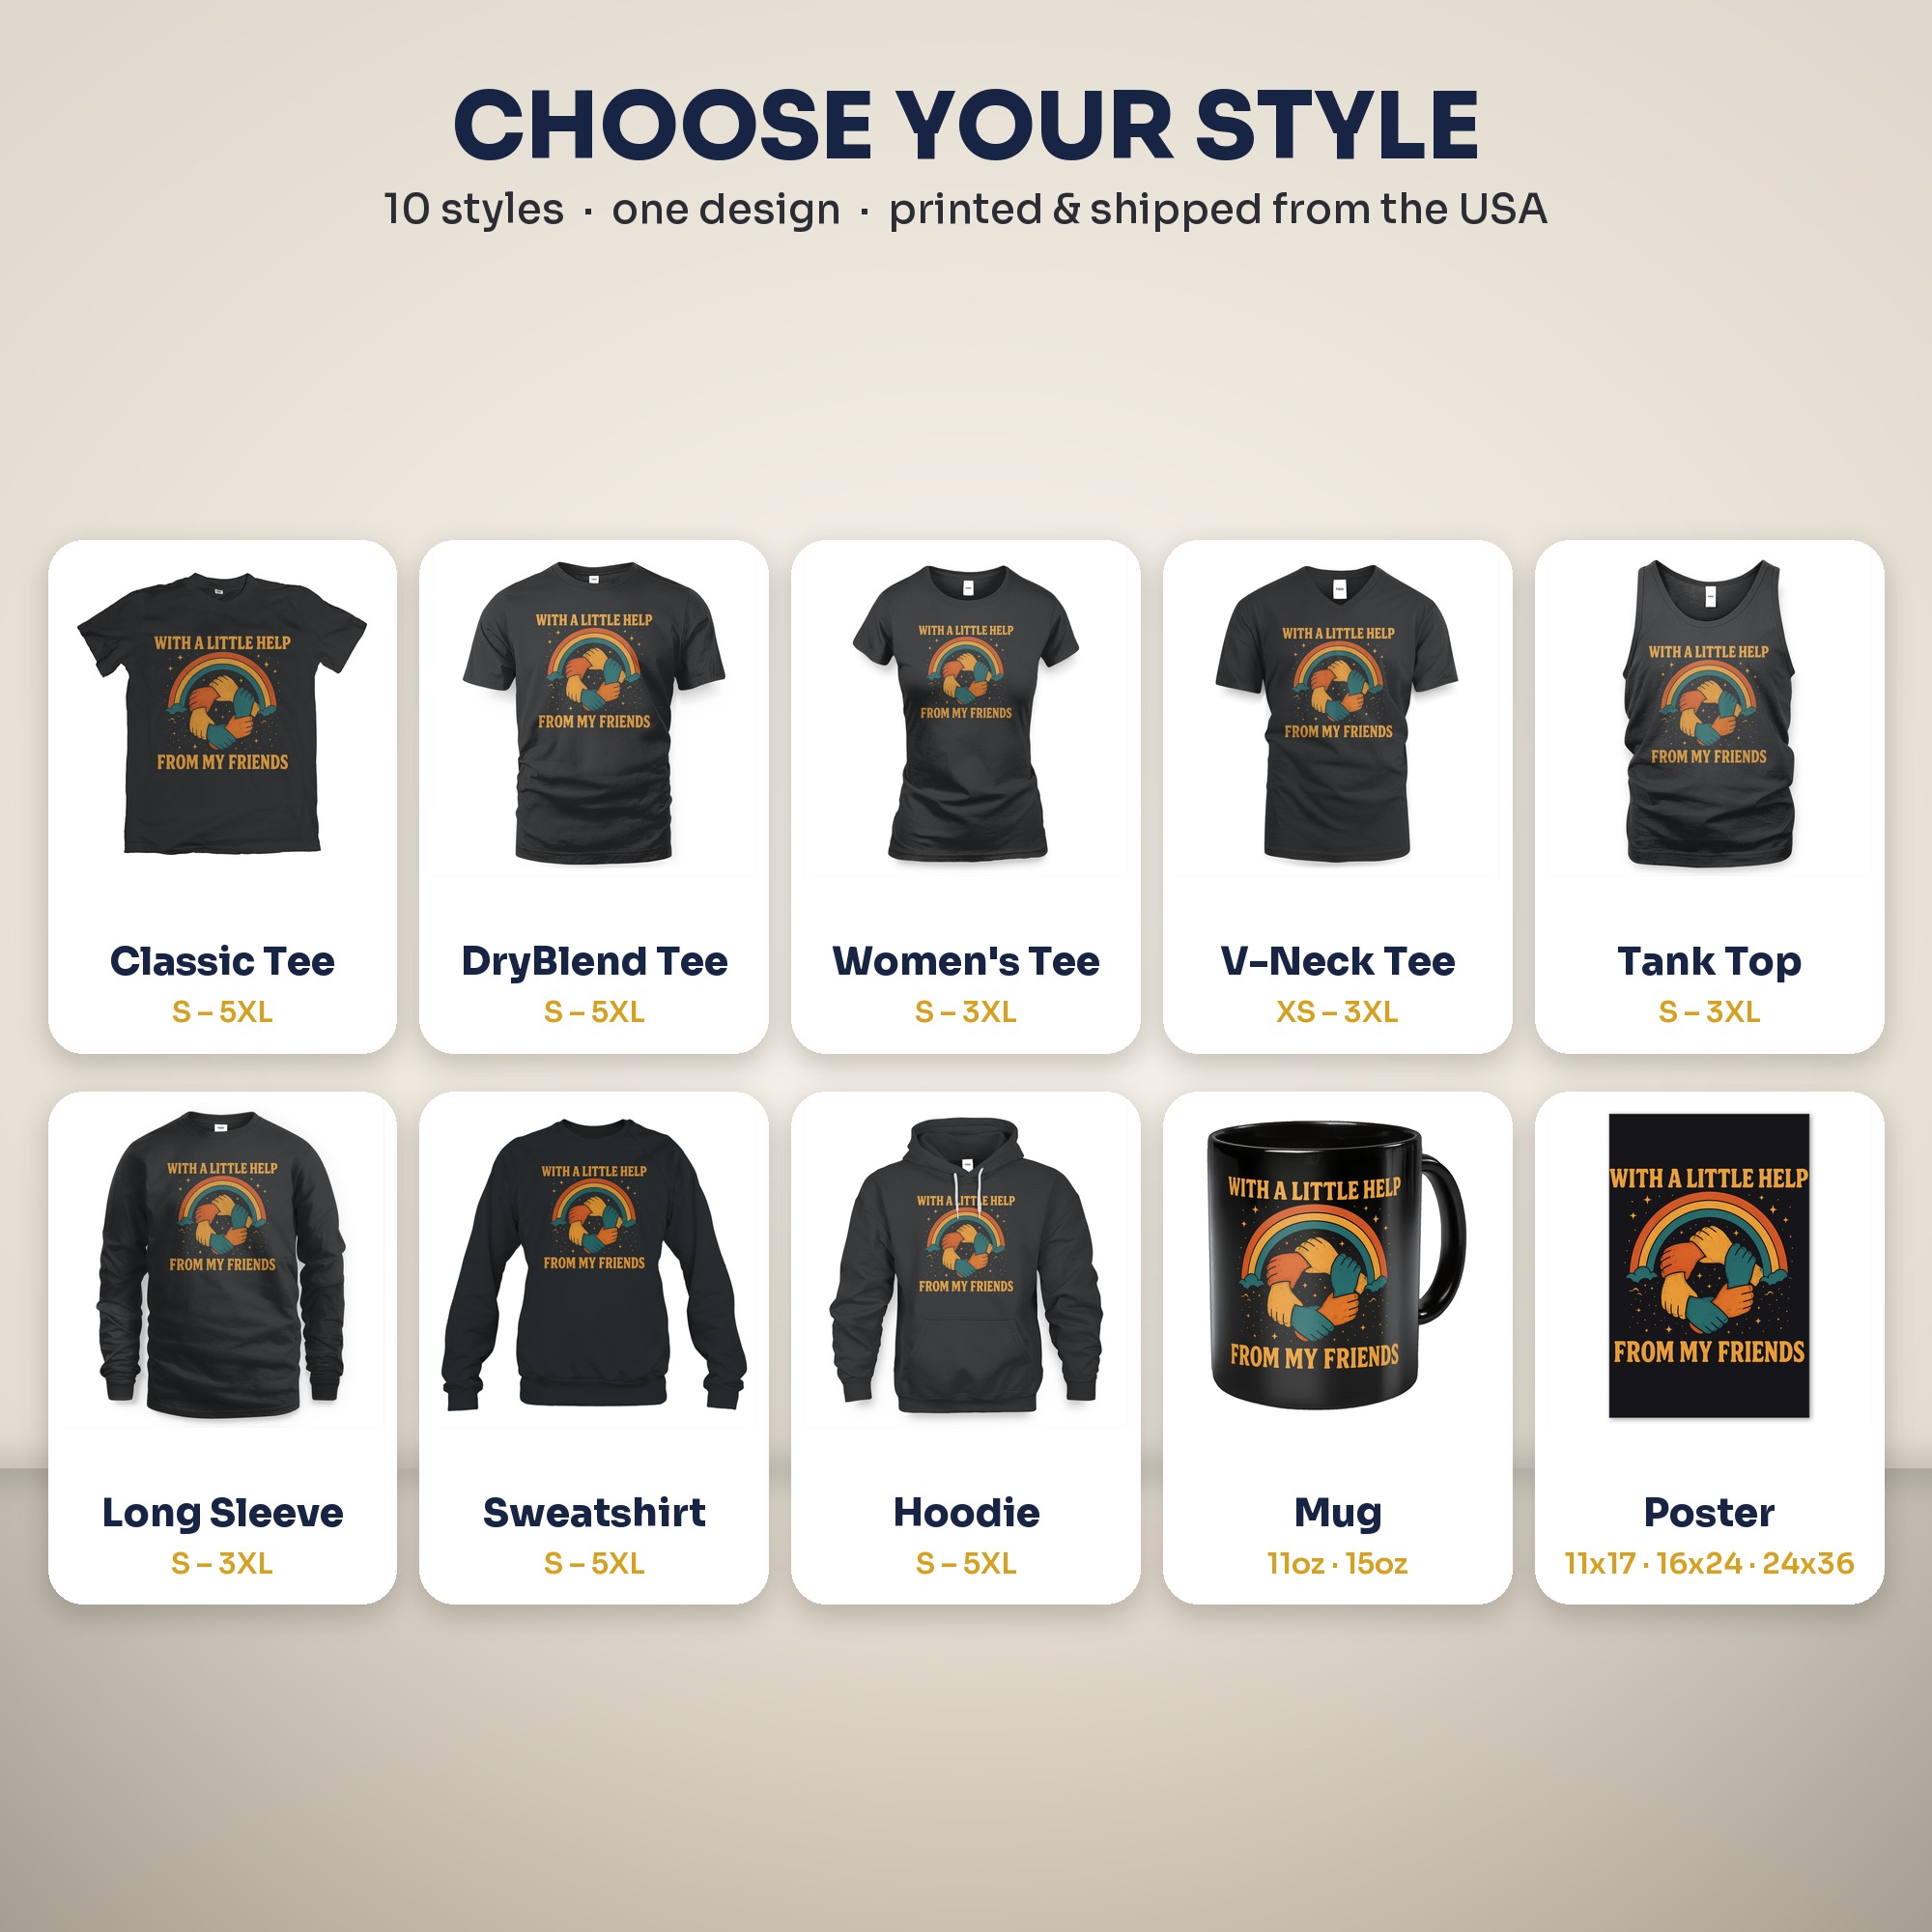 CHOOSE YOUR STYLE
10 styles · one design · printed & shipped from the USA
WITH A LITTLE HELP
FROM MY FRIENDS
Classic Tee
S – 5XL
WITH A LITTLE HELP
FROM MY FRIENDS
DryBlend Tee
S – 5XL
WITH A LITTLE HELP
FROM MY FRIENDS
Women's Tee
S – 3XL
WITH A LITTLE HELP
FROM MY FRIENDS
V-Neck Tee
XS – 3XL
WITH A LITTLE HELP
FROM MY FRIENDS
Tank Top
S – 3XL
WITH A LITTLE HELP
FROM MY FRIENDS
Long Sleeve
S – 3XL
WITH A LITTLE HELP
FROM MY FRIENDS
Sweatshirt
S – 5XL
WITH A LITTLE HELP
FROM MY FRIENDS
Hoodie
S – 5XL
WITH A LITTLE HELP
FROM MY FRIENDS
Mug
11oz · 15oz
WITH A LITTLE HELP
FROM MY FRIENDS
Poster
11x17 · 16x24 · 24x36